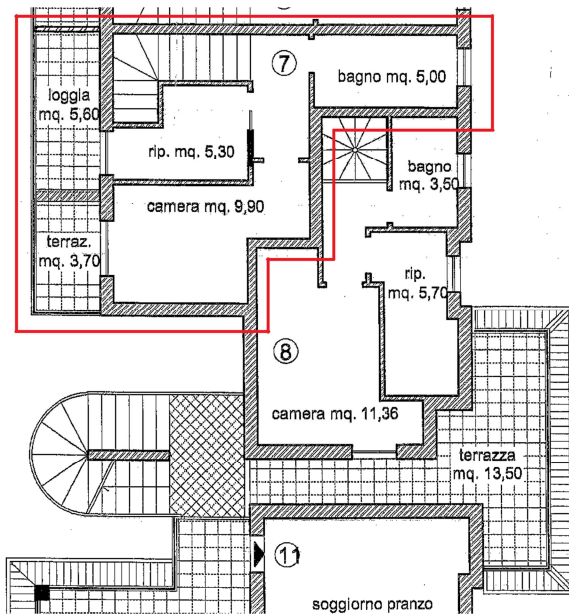 7
bagno mq. 5,00
loggia
mq. 5,60
rip. mq. 5,30
bagno
mq. 3,50
camera mq. 9,90
terraz.
mq. 3,70
rip.
mq. 5,70
8
camera mq. 11,36
terrazza
mq. 13,50
11
soggiorno pranzo